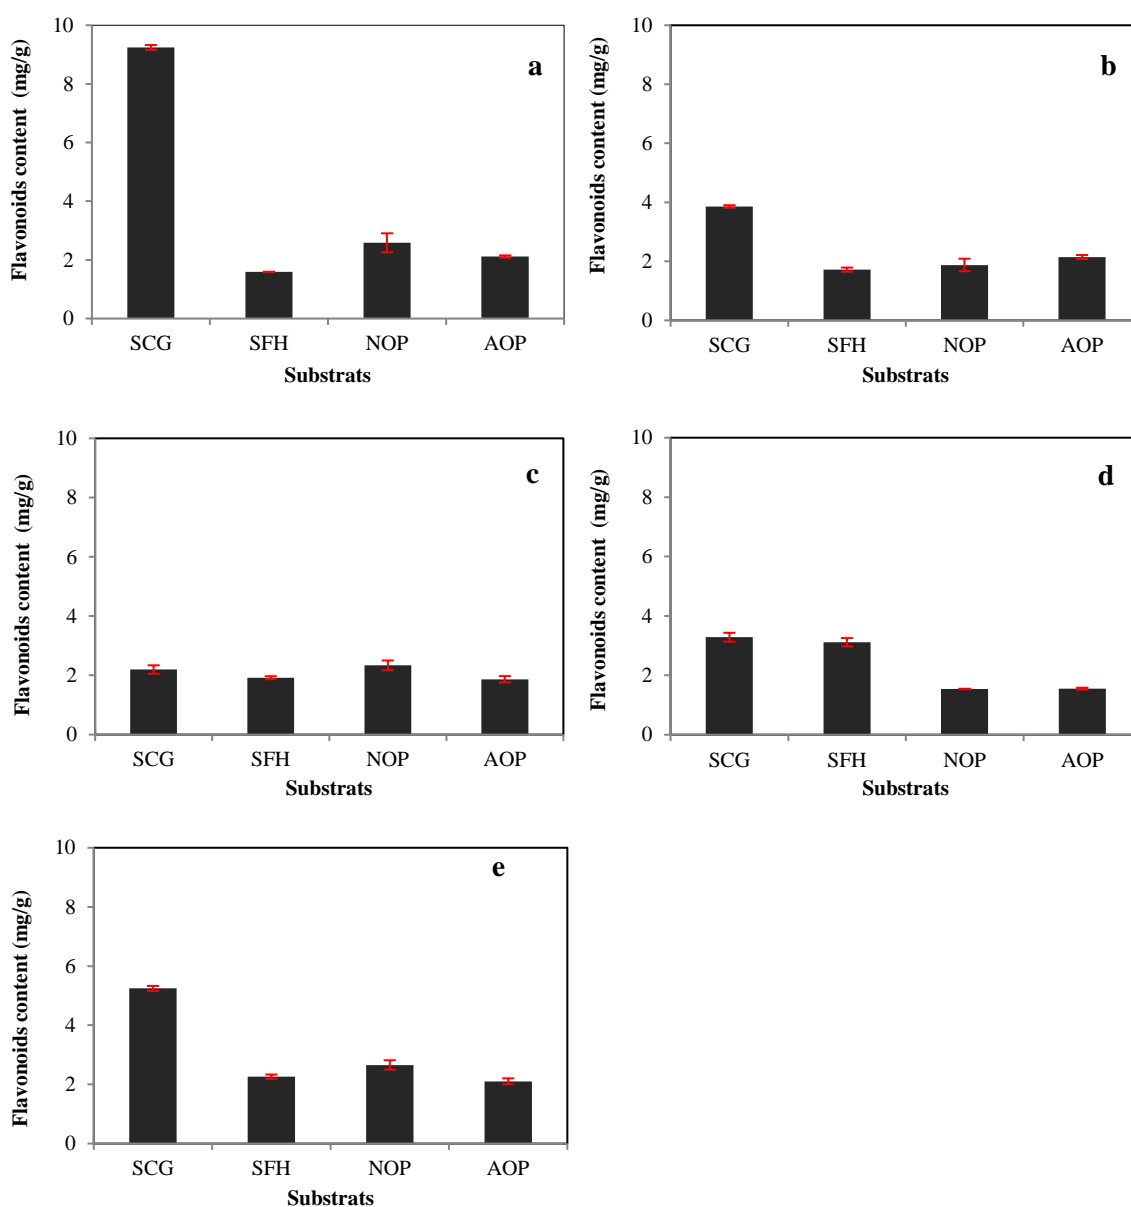 Flavonoids content  (mg/g)
10
8
6
4
2
0
a
SCG SFH NOP AOP
Substrats
Flavonoids content  (mg/g)
10
8
6
4
2
0
b
SCG SFH NOP AOP
Substrats
Flavonoids content  (mg/g)
10
8
6
4
2
0
c
SCG SFH NOP AOP
Substrats
Flavonoids content  (mg/g)
10
8
6
4
2
0
d
SCG SFH NOP AOP
Substrats
Flavonoids content (mg/g)
10
8
6
4
2
0
e
SCG SFH NOP AOP
Substrats